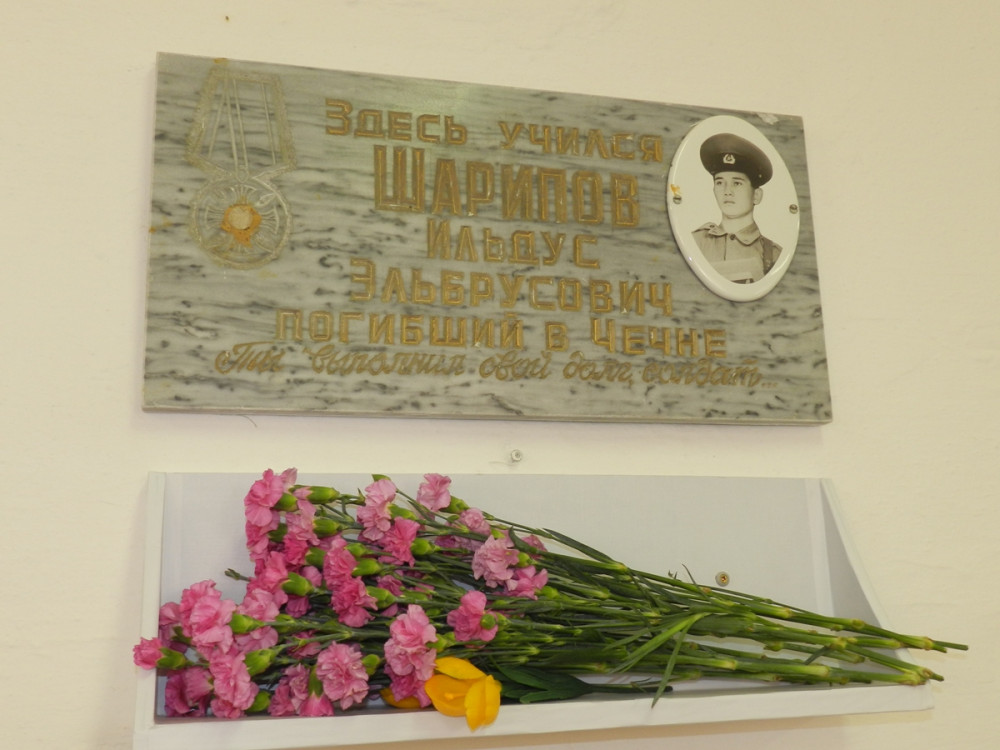 Здесь учился
Шарипов
Ильдус
Эльбрусович
погибший в Чечне
Ты выполнил свой долг, солдат...